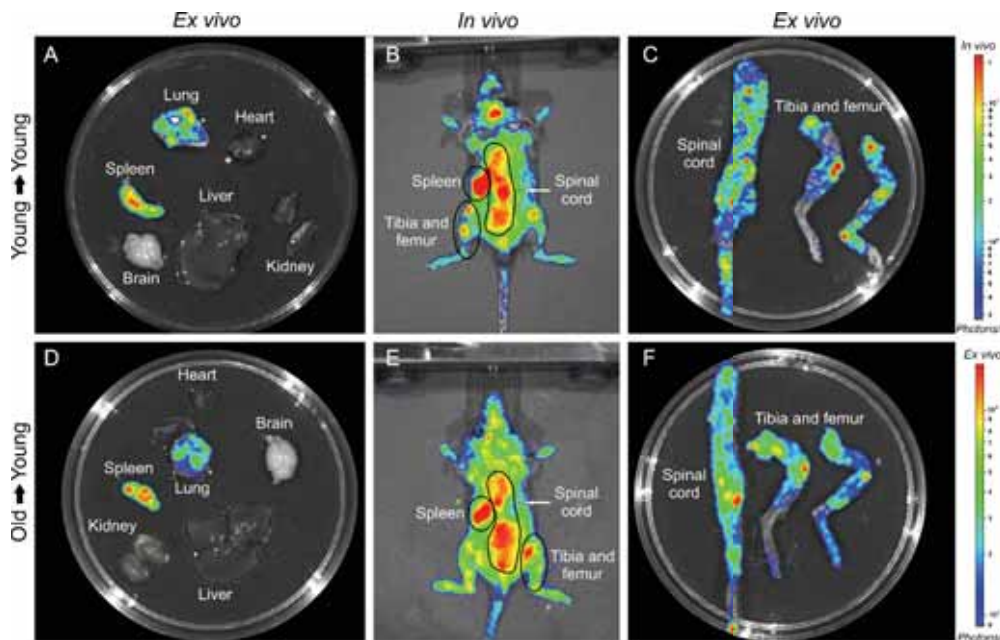 Ex vivo
In vivo
Ex vivo
Young ➡ Young
A
Lung
Heart
Spleen
Liver
Brain
Kidney
B
Spleen
Spinal
cord
Tibia and
femur
C
Tibia and femur
Spinal
cord
In vivo
Old ➡ Young
D
Heart
Brain
Spleen
Lung
Kidney
Liver
E
Spleen
Spinal
cord
Tibia and
femur
F
Tibia and femur
Spinal
cord
Ex vivo